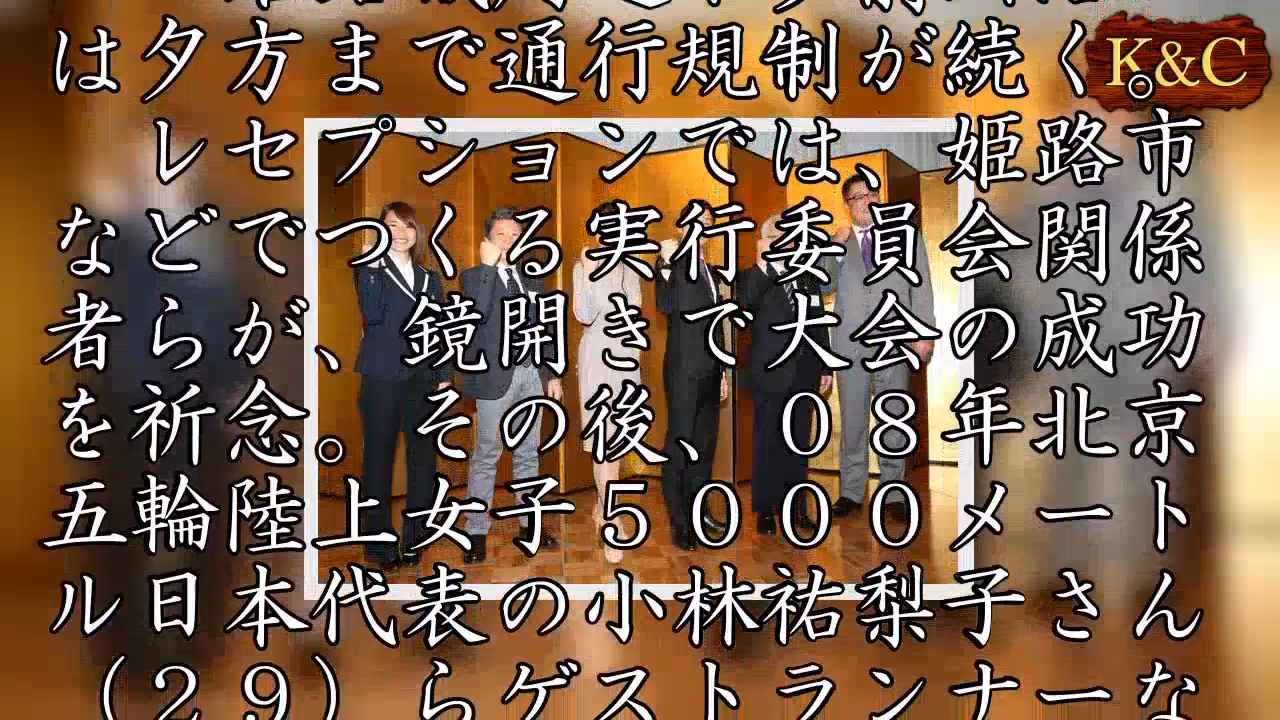 は夕方まで通行規制が続く。
K&C
レセプションでは、姫路市
などでつくる実行委員会関係
者らが、鏡開きで大会の成功
を祈念。その後、０８年北京
五輪陸上女子５０００メート
ル日本代表の小林祐梨子さん
（２９）らゲストランナーな